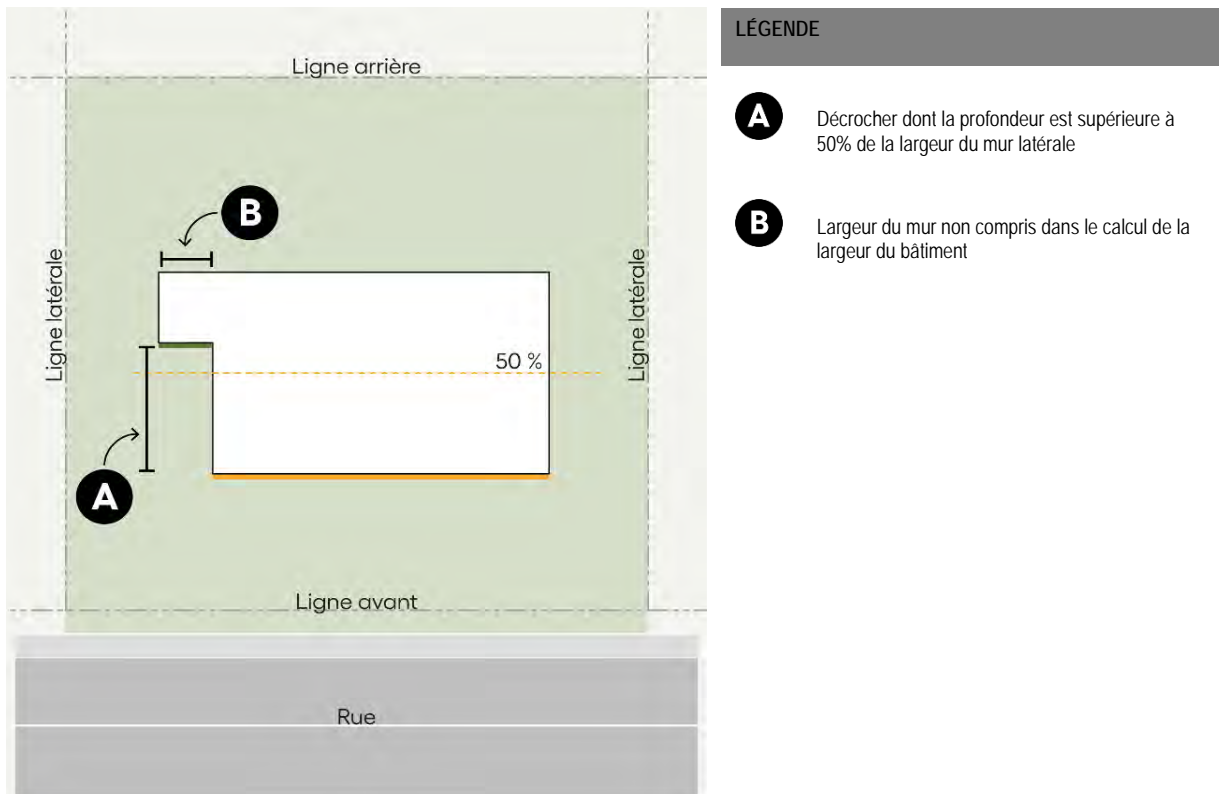 Ligne arrière
Ligne latérale
Ligne latérale
B
50 %
A
Ligne avant
Rue
LÉGENDE
A
Décrocher dont la profondeur est supérieure à
50% de la largeur du mur latérale
B
Largeur du mur non compris dans le calcul de la
largeur du bâtiment